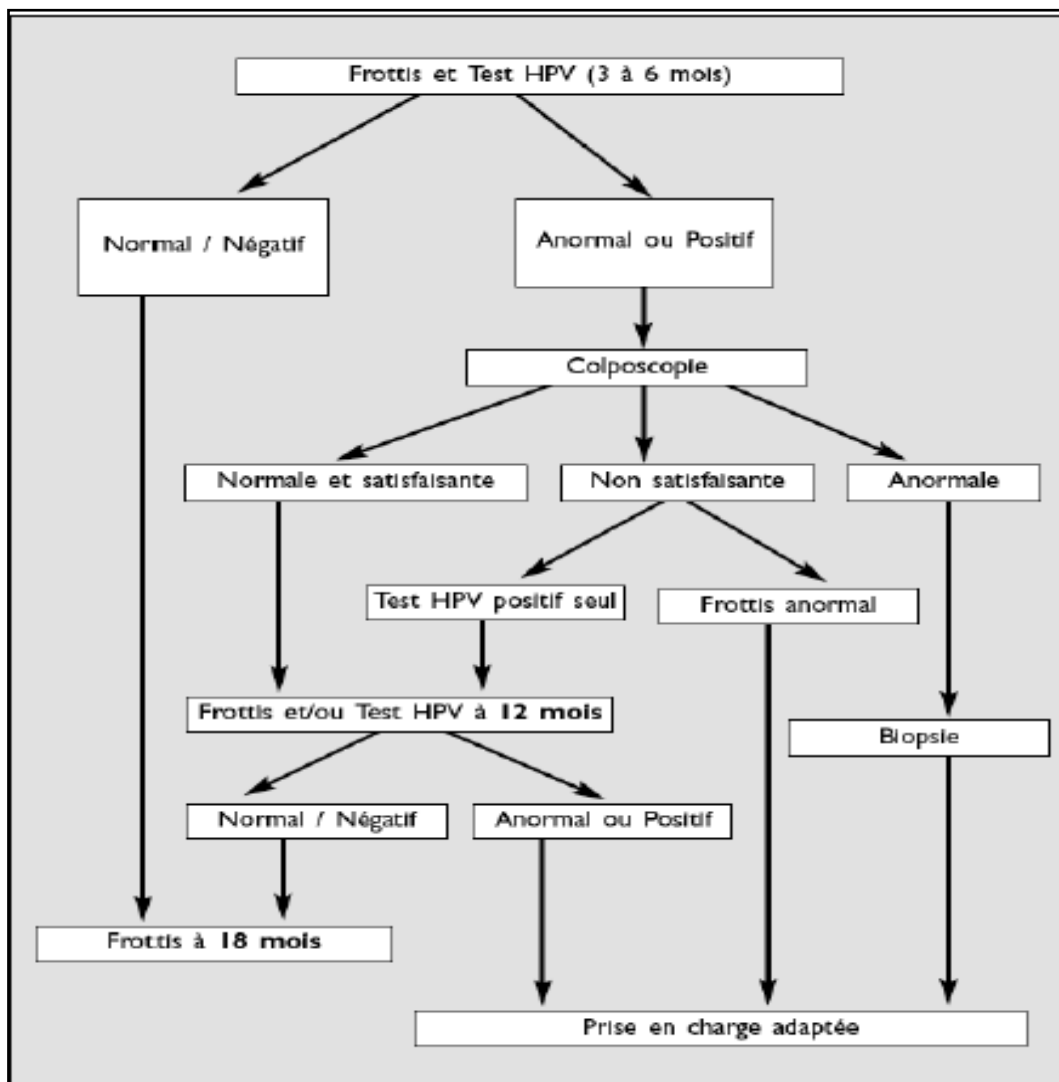 Frottis et Test HPV (3 à 6 mois)
Normal / Négatif
Anormal ou Positif
Colposcopie
Normale et satisfaisante
Non satisfaisante
Anormale
Test HPV positif seul
Frottis anormal
Frottis et/ou Test HPV à 12 mois
Biopsie
Normal / Négatif
Anormal ou Positif
Frottis à 18 mois
Prise en charge adaptée